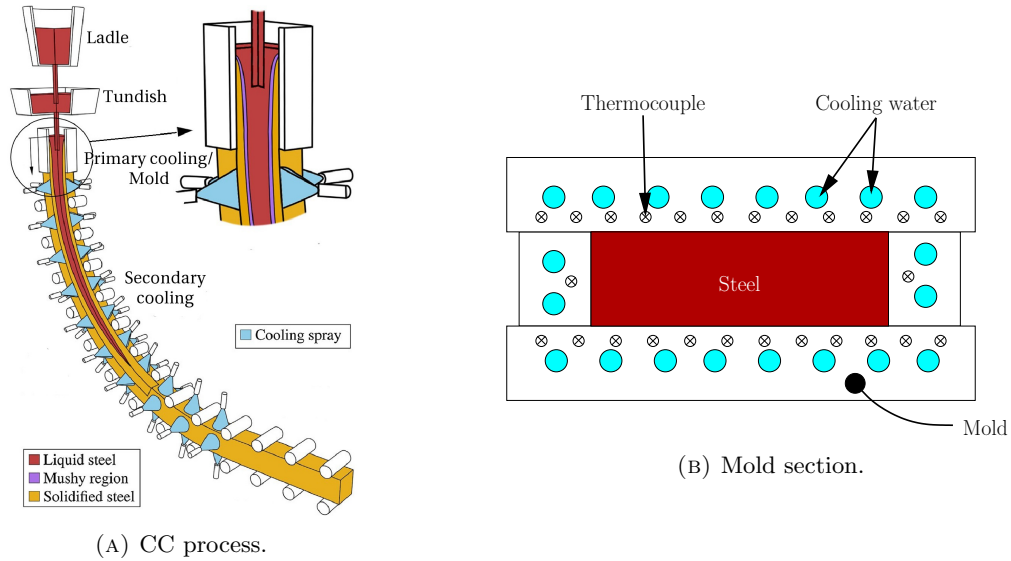 Ladle
Tundish
Primary cooling/
Mold
Secondary
cooling
Cooling spray
Liquid steel
Mushy region
Solidified steel
(A) CC process.
Thermocouple
Cooling water
Steel
Mold
(B) Mold section.